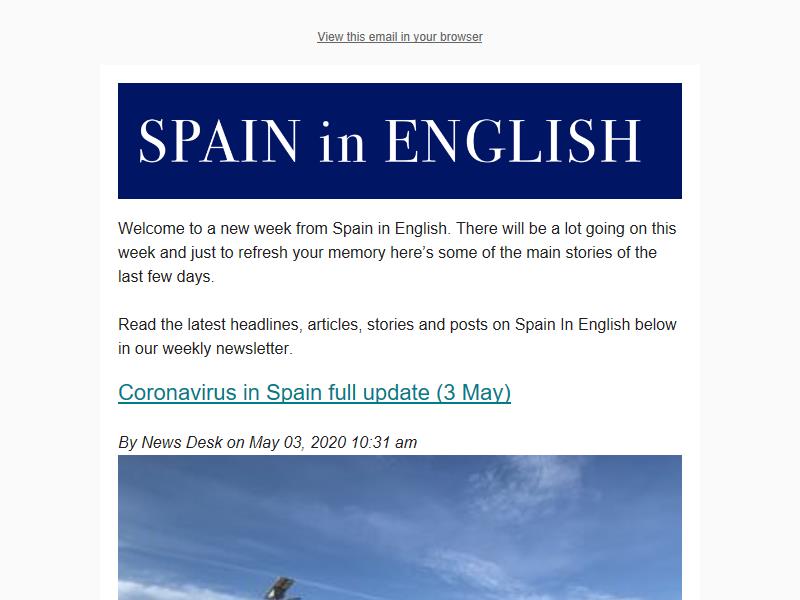 View this email in your browser
SPAIN in ENGLISH
Welcome to a new week from Spain in English. There will be a lot going on this
week and just to refresh your memory here’s some of the main stories of the
last few days.
Read the latest headlines, articles, stories and posts on Spain In English below
in our weekly newsletter.
Coronavirus in Spain full update (3 May)
By News Desk on May 03, 2020 10:31 am